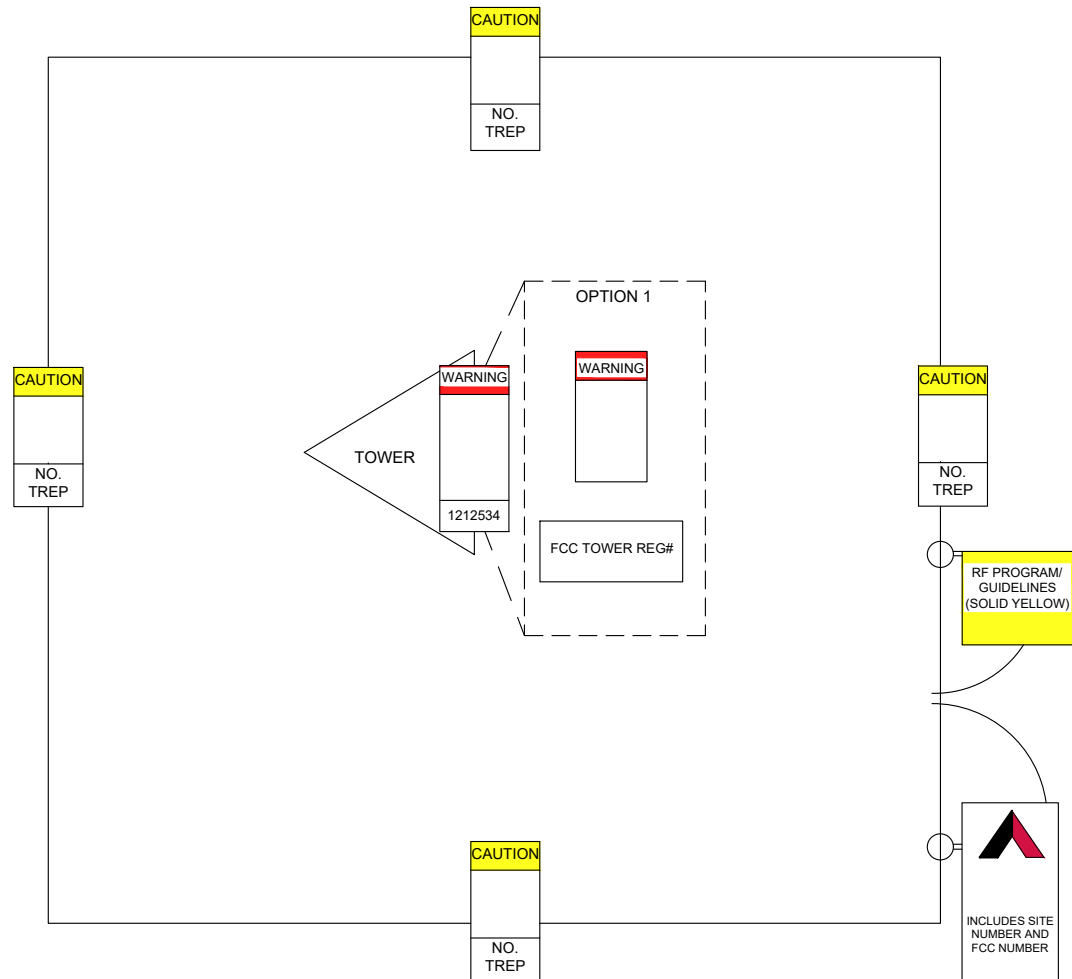 CAUTION
NO.
TREP
OPTION 1
WARNING
WARNING
CAUTION
NO.
TREP
CAUTION
NO.
TREP
TOWER
1212534
FCC TOWER REG#
RF PROGRAM/
GUIDELINES
(SOLID YELLOW)
CAUTION
NO.
TREP
INCLUDES SITE
NUMBER AND
FCC NUMBER